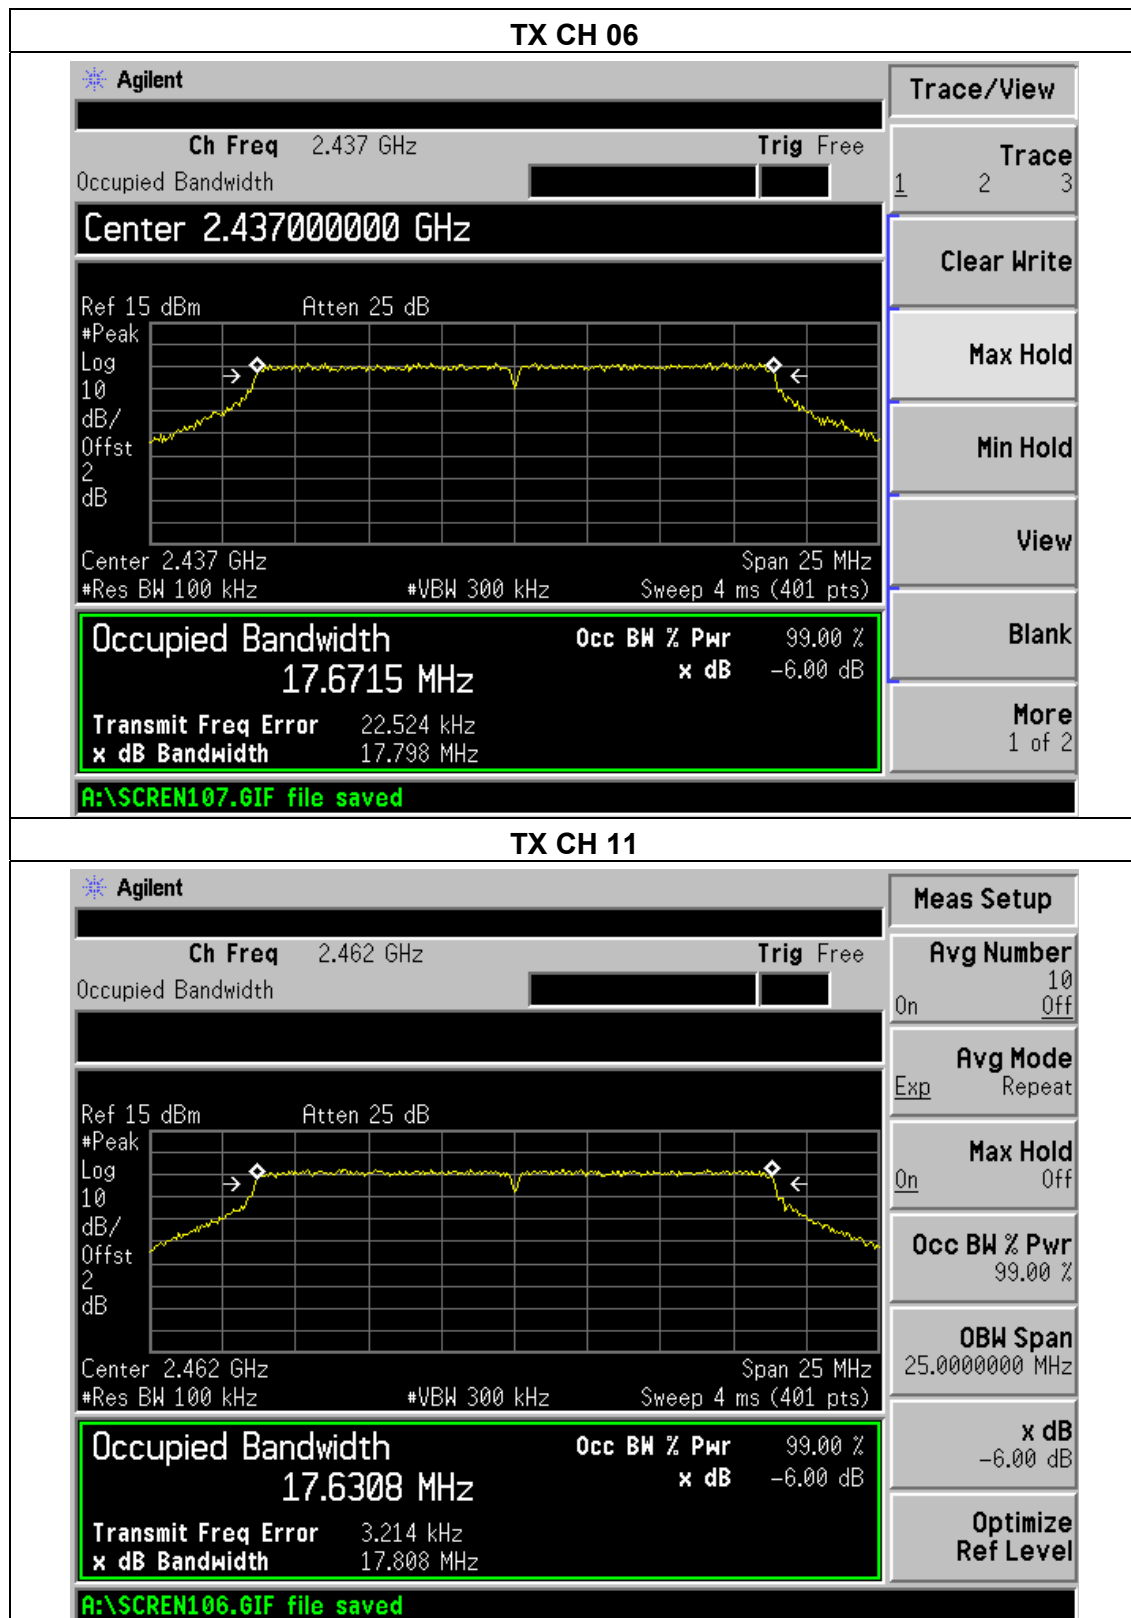 TX CH 06
Agilent
Trace/View
Ch Freq 2.437 GHz Trig Free
Occupied Bandwidth
Trace
1 2 3
Center 2.437000000 GHz
Clear Write
Ref 15 dBm Atten 25 dB
#Peak
Log
10
dB/
Offst
2
dB
Max Hold
Min Hold
View
Center 2.437 GHz Span 25 MHz
#Res BW 100 kHz #VBW 300 kHz Sweep 4 ms (401 pts)
Occupied Bandwidth Occ BW % Pwr 99.00 %
17.6715 MHz x dB -6.00 dB
Blank
Transmit Freq Error 22.524 kHz
x dB Bandwidth 17.798 MHz
More
1 of 2
A:\SCREN107.GIF file saved
TX CH 11
Agilent
Meas Setup
Ch Freq 2.462 GHz Trig Free
Occupied Bandwidth
Avg Number
10
On Off
Avg Mode
Exp Repeat
Ref 15 dBm Atten 25 dB
#Peak
Log
10
dB/
Offst
2
dB
Max Hold
On Off
Occ BW % Pwr
99.00 %
OBW Span
25.0000000 MHz
Center 2.462 GHz Span 25 MHz
#Res BW 100 kHz #VBW 300 kHz Sweep 4 ms (401 pts)
Occupied Bandwidth Occ BW % Pwr 99.00 %
17.6308 MHz x dB -6.00 dB
x dB
-6.00 dB
Transmit Freq Error 3.214 kHz
x dB Bandwidth 17.808 MHz
Optimize
Ref Level
A:\SCREN106.GIF file saved